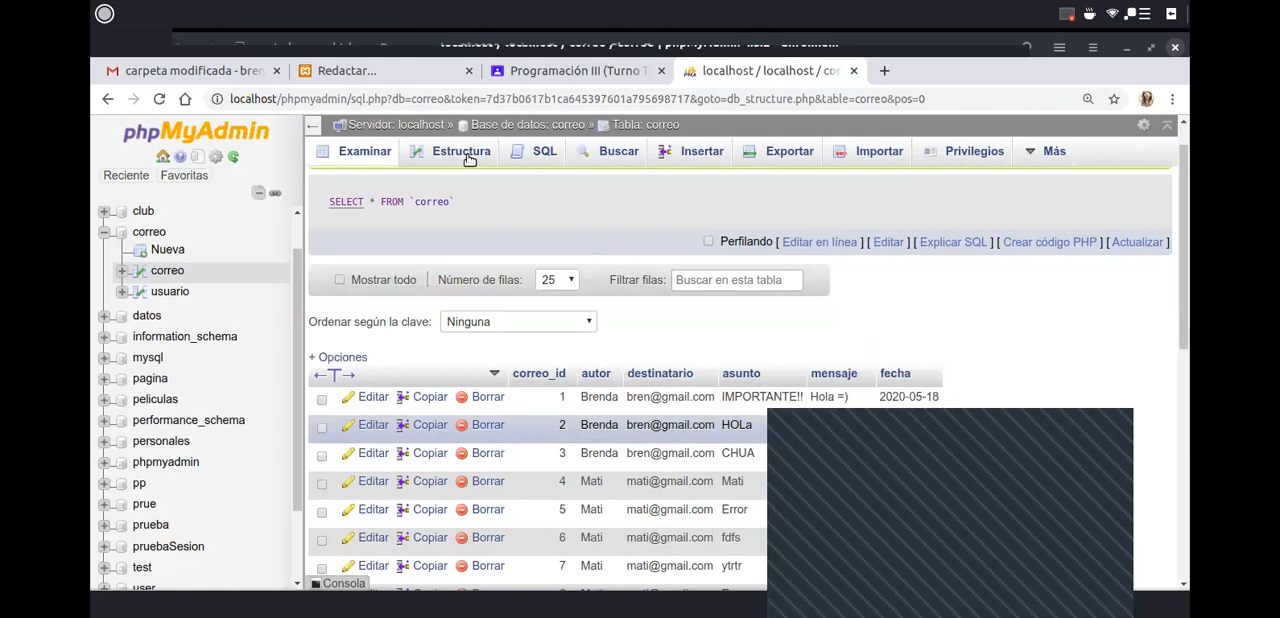 carpeta modificada - bren
Redactar...
Programación III (Turno T
localhost / localhost / cor
localhost/phpmyadmin/sql.php?db=correo&token=7d37b0617b1ca645397601a795698717&goto=db_structure.php&table=correo&pos=0
phpMyAdmin
Reciente Favoritas
club
correo
Nueva
correo
usuario
datos
information_schema
mysql
pagina
peliculas
performance_schema
personales
phpmyadmin
pp
prue
prueba
pruebaSesion
test
user
Servidor: localhost » Base de datos: correo » Tabla: correo
Examinar Estructura SQL Buscar Insertar Exportar Importar Privilegios Más
SELECT * FROM `correo`
Perfilando [ Editar en línea ] [ Editar ] [ Explicar SQL ] [ Crear código PHP ] [ Actualizar ]
Mostrar todo Número de filas: 25 Filtrar filas: Buscar en esta tabla
Ordenar según la clave: Ninguna
+ Opciones
←T→ correo_id autor destinatario asunto mensaje fecha
Editar Copiar Borrar 1 Brenda bren@gmail.com IMPORTANTE!! Hola =) 2020-05-18
Editar Copiar Borrar 2 Brenda bren@gmail.com HOLa
Editar Copiar Borrar 3 Brenda bren@gmail.com CHUA
Editar Copiar Borrar 4 Mati mati@gmail.com Mati
Editar Copiar Borrar 5 Mati mati@gmail.com Error
Editar Copiar Borrar 6 Mati mati@gmail.com fdfs
Editar Copiar Borrar 7 Mati mati@gmail.com ytrtr
Consola